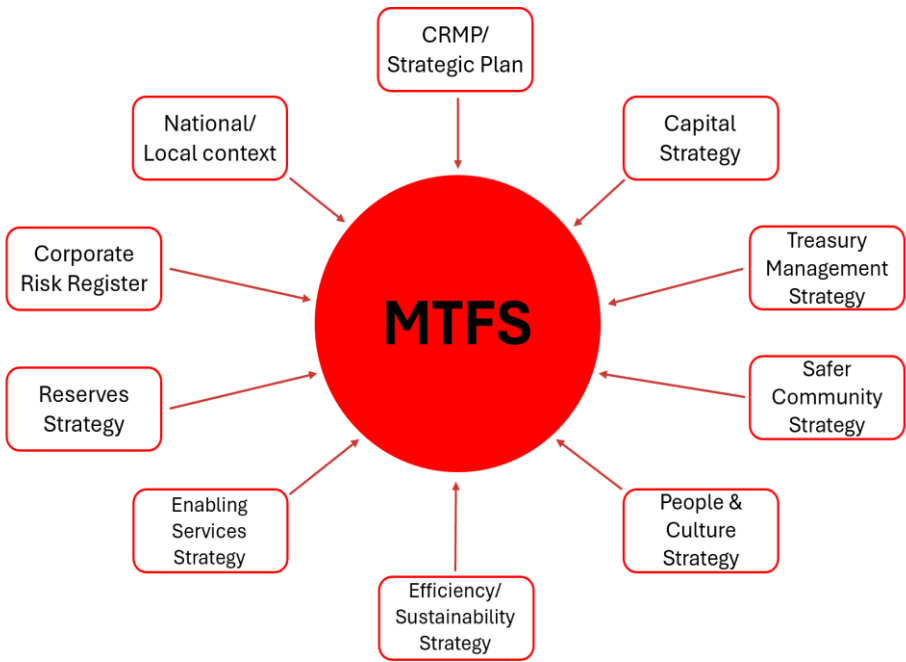 CRMP/
Strategic Plan
National/
Local context
Capital
Strategy
Corporate
Risk Register
Treasury
Management
Strategy
MTFS
Reserves
Strategy
Safer
Community
Strategy
Enabling
Services
Strategy
People &
Culture
Strategy
Efficiency/
Sustainability
Strategy